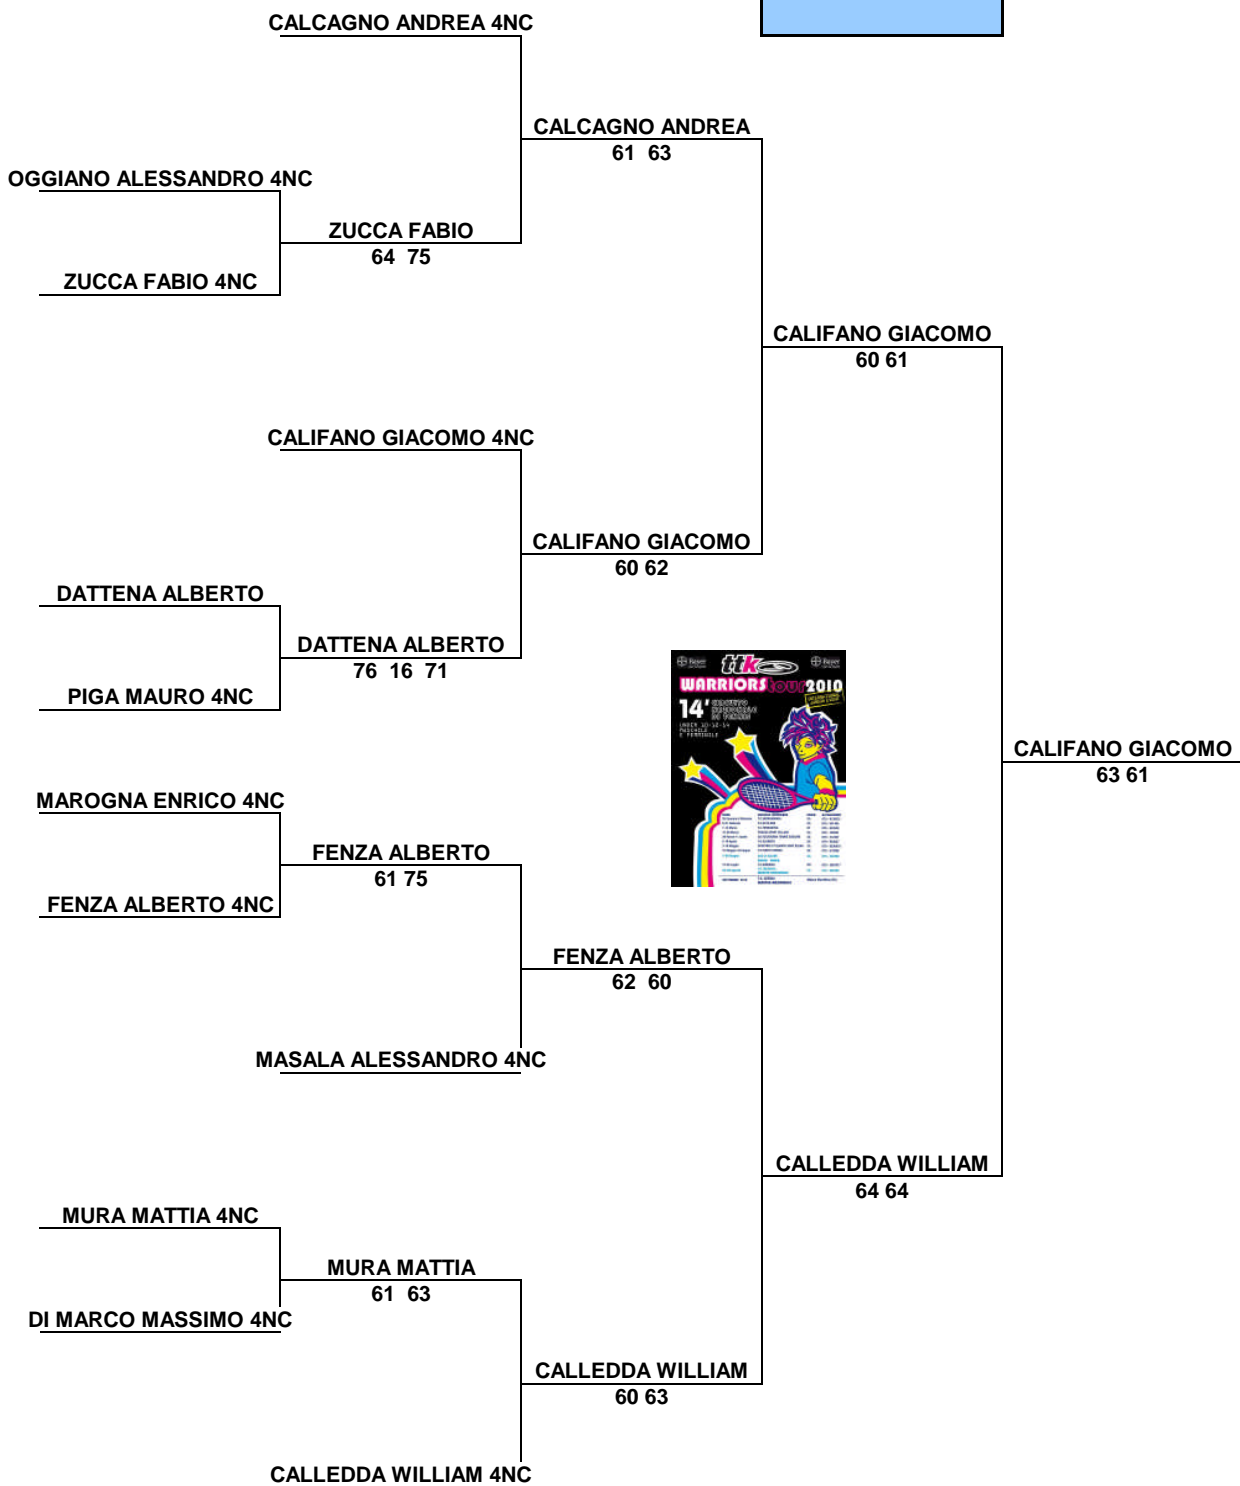 CALCAGNO ANDREA 4NC
CALCAGNO ANDREA
61 63
OGGIANO ALESSANDRO 4NC
ZUCCA FABIO
64 75
ZUCCA FABIO 4NC
CALIFANO GIACOMO
60 61
CALIFANO GIACOMO 4NC
CALIFANO GIACOMO
60 62
DATTENA ALBERTO
DATTENA ALBERTO
76 16 71
PIGA MAURO 4NC
ttk
WARRIORS tour 2010
14°
CALIFANO GIACOMO
63 61
MAROGNA ENRICO 4NC
FENZA ALBERTO
61 75
FENZA ALBERTO 4NC
FENZA ALBERTO
62 60
MASALA ALESSANDRO 4NC
CALLEDDA WILLIAM
64 64
MURA MATTIA 4NC
MURA MATTIA
61 63
DI MARCO MASSIMO 4NC
CALLEDDA WILLIAM
60 63
CALLEDDA WILLIAM 4NC